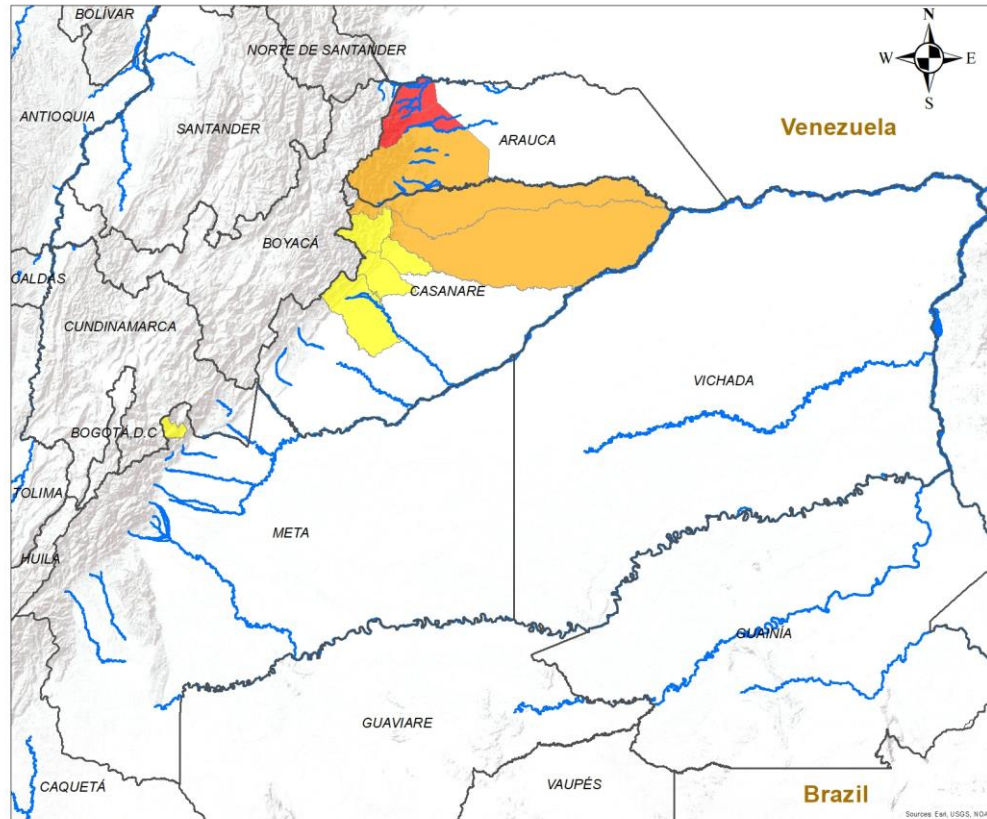 BOLÍVAR
N
NORTE DE SANTANDER
W
E
S
ANTIOQUIA
SANTANDER
ARAUCA
Venezuela
BOYACÁ
CALDAS
CASANARE
CUNDINAMARCA
VICHADA
BOGOTÁ D.C
TOLIMA
META
HUILA
GUAINÍA
GUAVIARE
CAQUETÁ
VAUPÉS
Brazil
Sources: Esri, USGS, NOA